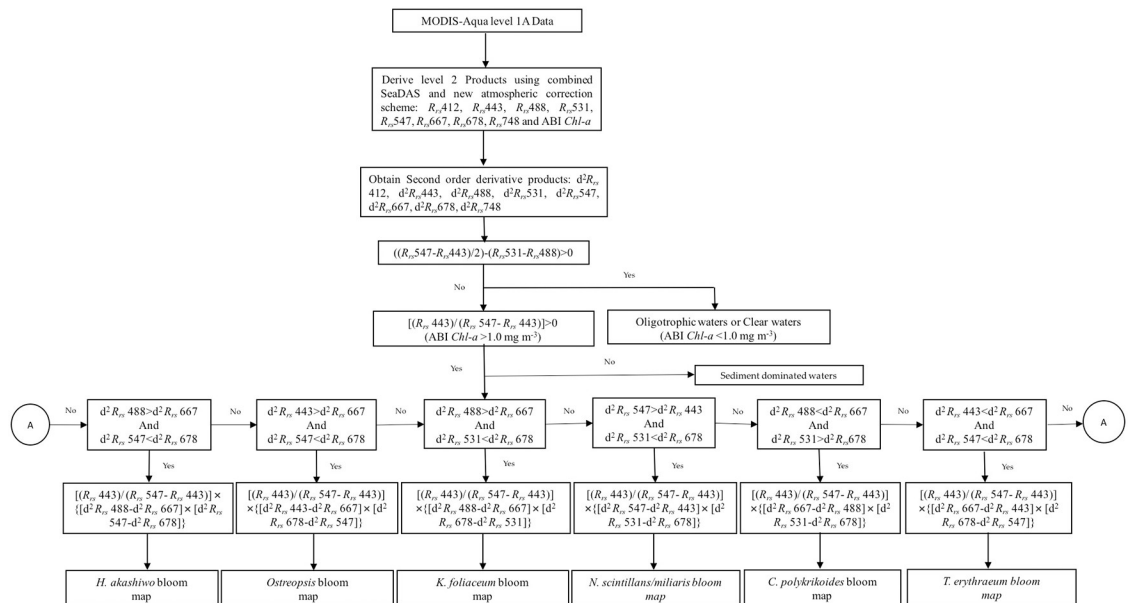 MODIS-Aqua level 1A Data
Derive level 2 Products using combined
SeaDAS and new atmospheric correction
scheme: Rrs412, Rrs443, Rrs488, Rrs531,
Rrs547, Rrs667, Rrs678, Rrs748 and ABI Chl-a
Obtain Second order derivative products: d²Rrs
412, d²Rrs443, d²Rrs488, d²Rrs531, d²Rrs547,
d²Rrs667, d²Rrs678, d²Rrs748
((Rrs547-Rrs443)/2)-(Rrs531-Rrs488)>0
Yes
No
[(Rrs 443)/(Rrs 547- Rrs 443)]>0
(ABI Chl-a >1.0 mg m-3)
Oligotrophic waters or Clear waters
(ABI Chl-a <1.0 mg m-3)
Yes
No
Sediment dominated waters
A
No
d² Rrs 488>d² Rrs 667
And
d² Rrs 547<d² Rrs 678
No
d² Rrs 443>d² Rrs 667
And
d² Rrs 547<d² Rrs 678
No
d² Rrs 488>d² Rrs 667
And
d² Rrs 531<d² Rrs 678
No
d² Rrs 547>d² Rrs 443
And
d² Rrs 531<d² Rrs 678
No
d² Rrs 488<d² Rrs 667
And
d² Rrs 531>d² Rrs678
No
d² Rrs 443<d² Rrs 667
And
d² Rrs 547<d² Rrs 678
No
A
Yes
Yes
Yes
Yes
Yes
Yes
[(Rrs 443)/(Rrs 547- Rrs 443)] ×
{[d² Rrs 488-d² Rrs 667] × [d² Rrs
547-d² Rrs 678]}
[(Rrs 443)/(Rrs 547- Rrs 443)]
×{[d² Rrs 443-d² Rrs 667] × [d²
Rrs 678-d² Rrs 547]}
[(Rrs 443)/(Rrs 547- Rrs 443)]
×{[d² Rrs 488-d² Rrs 667] × [d²
Rrs 678-d² Rrs 531]}
[(Rrs 443)/(Rrs 547- Rrs 443)]
×{[d² Rrs 547-d² Rrs 443] × [d²
Rrs 531-d² Rrs 678]}
[(Rrs 443)/(Rrs 547- Rrs 443)]
×{[d² Rrs 667-d² Rrs 488] × [d²
Rrs 531-d² Rrs 678]}
[(Rrs 443)/(Rrs 547- Rrs 443)]
×{[d² Rrs 667-d² Rrs 443] × [d²
Rrs 678-d² Rrs 547]}
H. akashiwo bloom
map
Ostreopsis bloom
map
K. foliaceum bloom
map
N. scintillans/miliaris bloom
map
C. polykrikoides bloom
map
T. erythraeum bloom
map